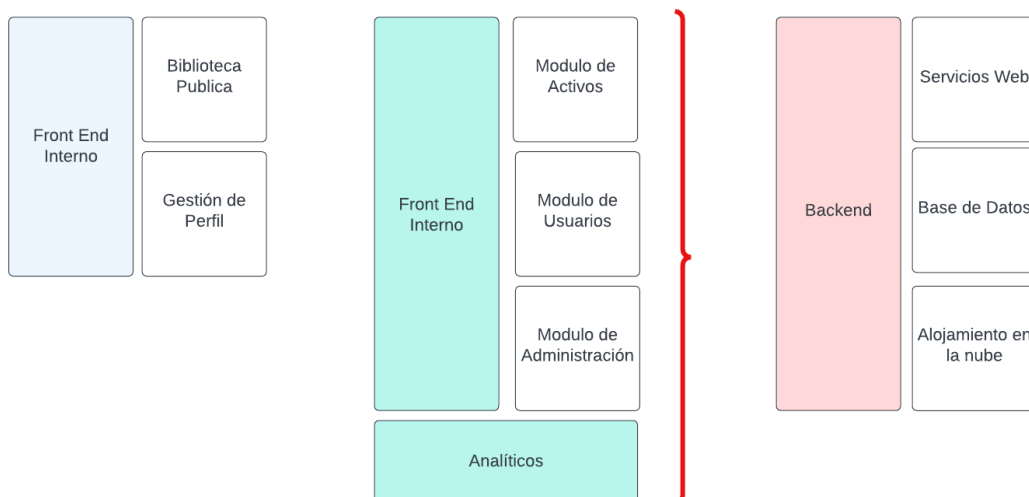 Front End
Interno
Biblioteca
Publica
Gestión de
Perfil
Front End
Interno
Modulo de
Activos
Modulo de
Usuarios
Modulo de
Administración
Analíticos
Backend
Servicios Web
Base de Datos
Alojamiento en
la nube